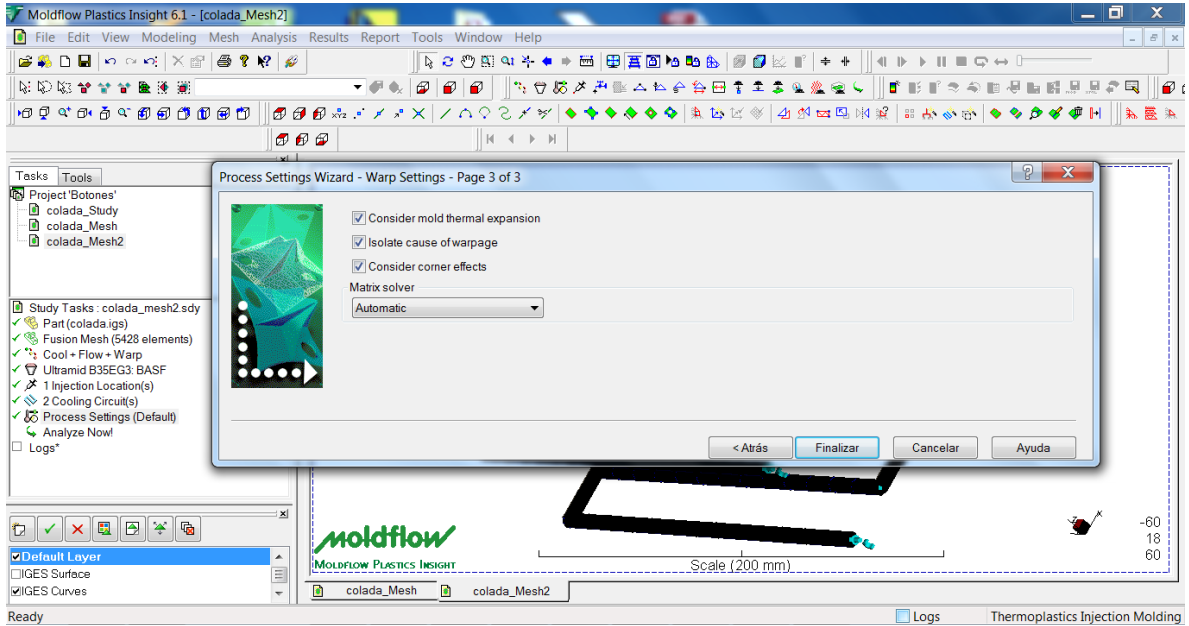 Moldflow Plastics Insight 6.1 - [colada_Mesh2]
File Edit View Modeling Mesh Analysis Results Report Tools Window Help
Tasks Tools
Project 'Botones'
colada_Study
colada_Mesh
colada_Mesh2
Study Tasks : colada_mesh2.sdy
Part (colada.igs)
Fusion Mesh (5428 elements)
Cool + Flow + Warp
Ultramid B35EG3: BASF
1 Injection Location(s)
2 Cooling Circuit(s)
Process Settings (Default)
Analyze Now!
Logs*
Default Layer
IGES Surface
IGES Curves
Process Settings Wizard - Warp Settings - Page 3 of 3
Consider mold thermal expansion
Isolate cause of warpage
Consider corner effects
Matrix solver
Automatic
< Atrás Finalizar Cancelar Ayuda
moldflow
MOLDFLOW PLASTICS INSIGHT
Scale (200 mm)
-60
18
60
colada_Mesh colada_Mesh2
Ready Logs Thermoplastics Injection Molding